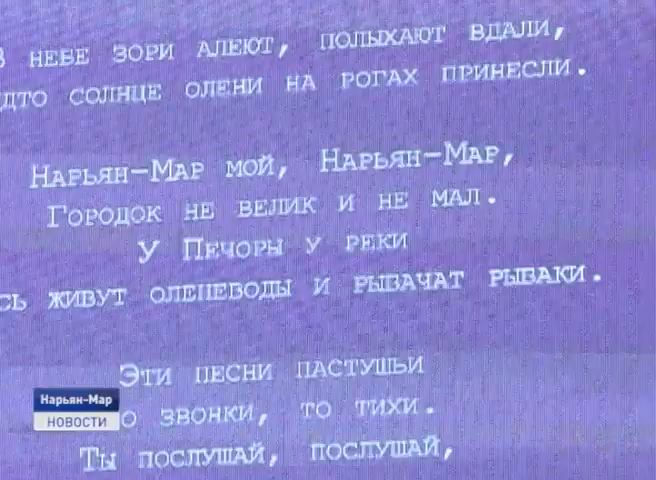 В НЕБЕ ЗОРИ АЛЕЮТ, ПОЛЫХАЮТ ВДАЛИ,
ДТО СОЛНЦЕ ОЛЕНИ НА РОГАХ ПРИНЕСЛИ.
НАРЬЯН-МАР МОЙ, НАРЬЯН-МАР,
ГОРОДОК НЕ ВЕЛИК И НЕ МАЛ.
У ПЕЧОРЫ У РЕКИ
СЬ ЖИВУТ ОЛЕНЕВОДЫ И РЫБАЧАТ РЫБАКИ.
ЭТИ ПЕСНИ ПАСТУШЬИ
О ЗВОНКИ, ТО ТИХИ.
ТЫ ПОСЛУШАЙ, ПОСЛУШАЙ,
Нарьян-Мар
НОВОСТИ